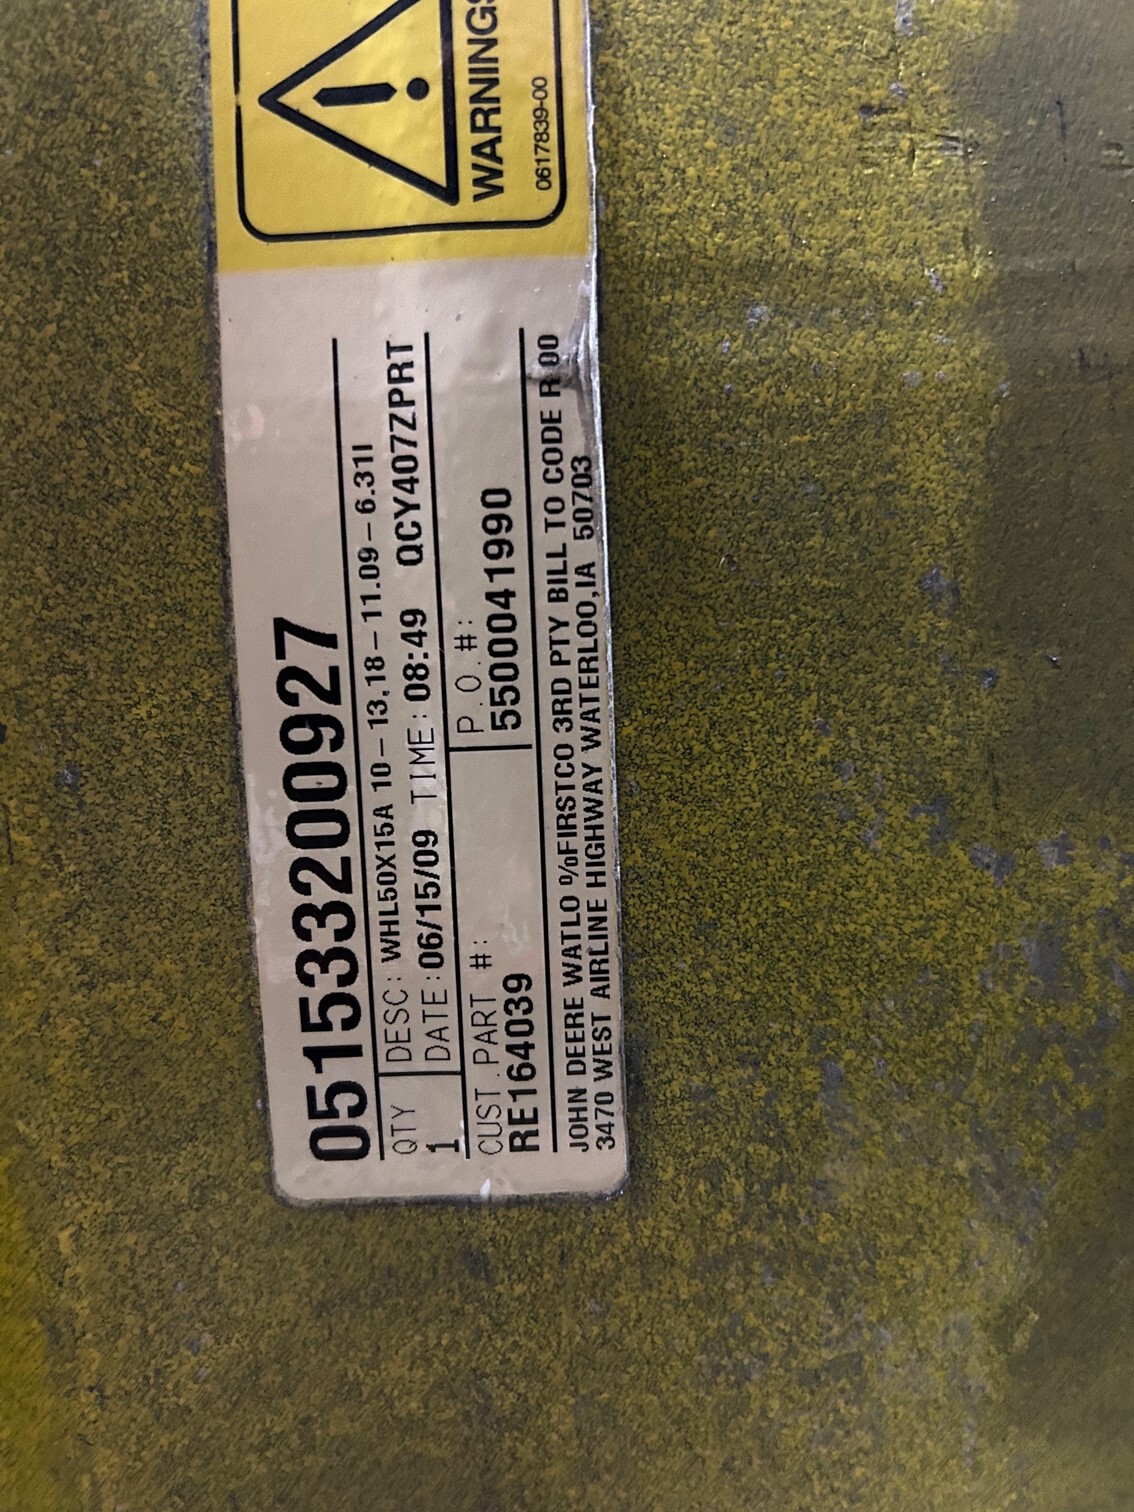 0515320927
QTY DESC: WHL50X15A 10-13.18-11.09-6.31I
1 DATE: 06/15/09 TIME: 08:49 QCY407ZPRT
CUST.PART #: P.O.#:
RE164039 5500041990
JOHN DEERE WATLO %FIRSTCO 3RD PTY BILL TO CODE R 00
3470 WEST AIRLINE HIGHWAY WATERLOO,IA 50703
WARNINGS
0617839-00